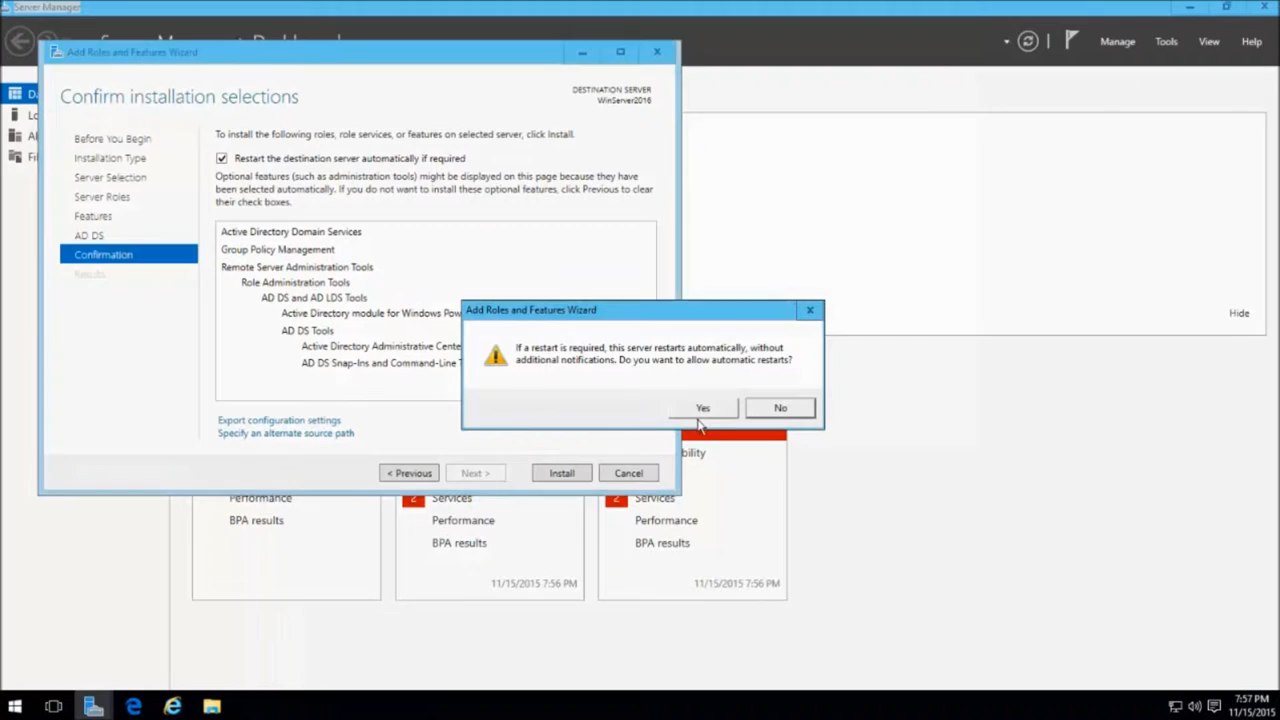 Server Manager
Manage
Tools
View
Help
Add Roles and Features Wizard
Confirm installation selections
DESTINATION SERVER
WinServer2016
Before You Begin
Installation Type
Server Selection
Server Roles
Features
AD DS
Confirmation
Results
To install the following roles, role services, or features on selected server, click Install.
Restart the destination server automatically if required
Optional features (such as administration tools) might be displayed on this page because they have
been selected automatically. If you do not want to install these optional features, click Previous to clear
their check boxes.
Active Directory Domain Services
Group Policy Management
Remote Server Administration Tools
Role Administration Tools
AD DS and AD LDS Tools
Active Directory module for Windows Pow
AD DS Tools
Active Directory Administrative Cente
AD DS Snap-Ins and Command-Line T
Export configuration settings
Specify an alternate source path
< Previous
Next >
Install
Cancel
Add Roles and Features Wizard
If a restart is required, this server restarts automatically, without
additional notifications. Do you want to allow automatic restarts?
Yes
No
Hide
bility
Performance
BPA results
2 Services
Performance
BPA results
11/15/2015 7:56 PM
2 Services
Performance
BPA results
11/15/2015 7:56 PM
7:57 PM
11/15/2015